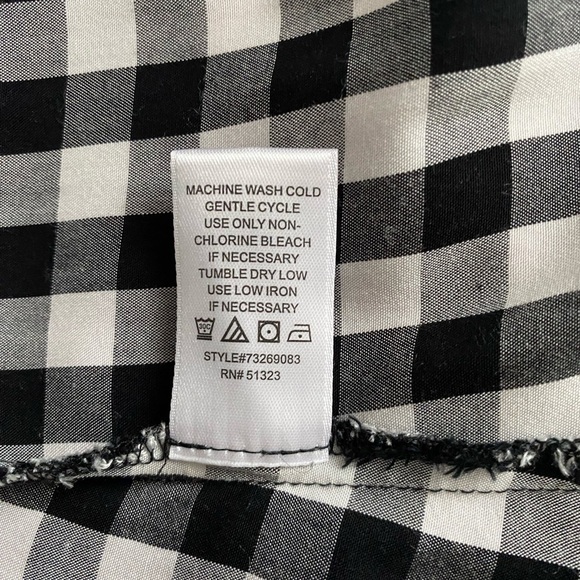 MACHINE WASH COLD
GENTLE CYCLE
USE ONLY NON-
CHLORINE BLEACH
IF NECESSARY
TUMBLE DRY LOW
USE LOW IRON
IF NECESSARY
30C
STYLE#73269083
RN# 51323